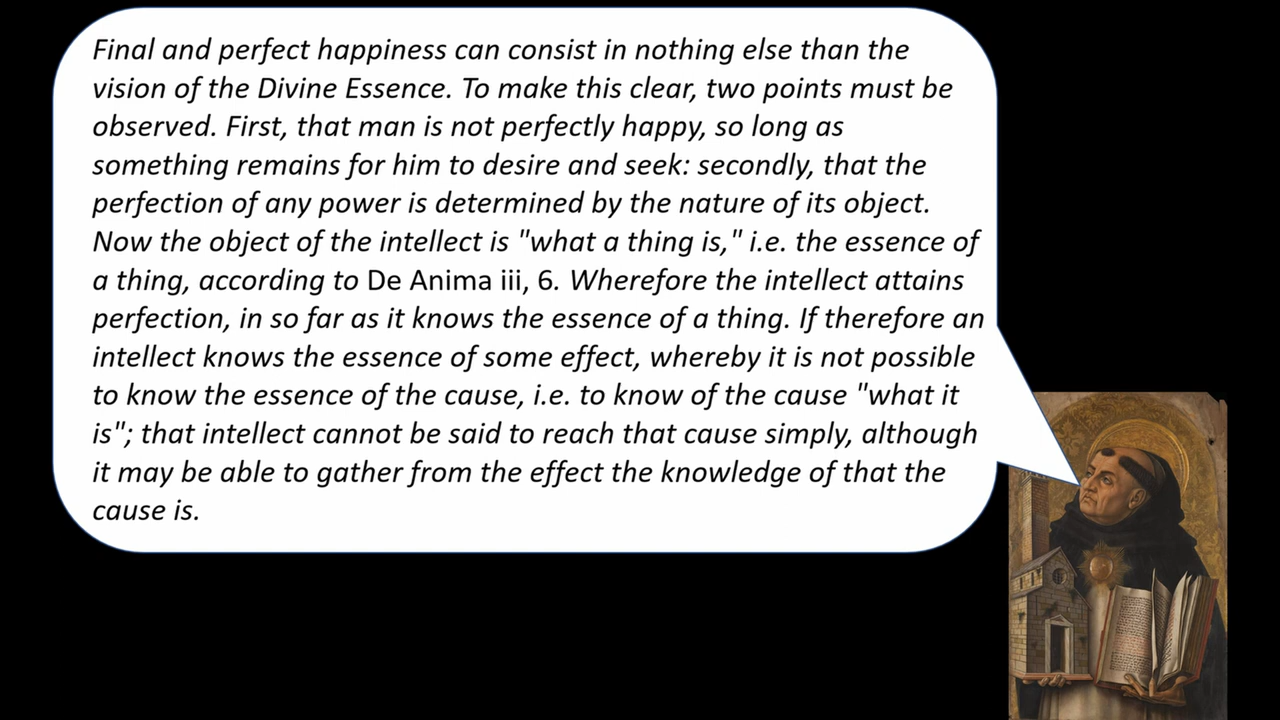 Final and perfect happiness can consist in nothing else than the
vision of the Divine Essence. To make this clear, two points must be
observed. First, that man is not perfectly happy, so long as
something remains for him to desire and seek: secondly, that the
perfection of any power is determined by the nature of its object.
Now the object of the intellect is "what a thing is," i.e. the essence of
a thing, according to De Anima iii, 6. Wherefore the intellect attains
perfection, in so far as it knows the essence of a thing. If therefore an
intellect knows the essence of some effect, whereby it is not possible
to know the essence of the cause, i.e. to know of the cause "what it
is"; that intellect cannot be said to reach that cause simply, although
it may be able to gather from the effect the knowledge of that the
cause is.